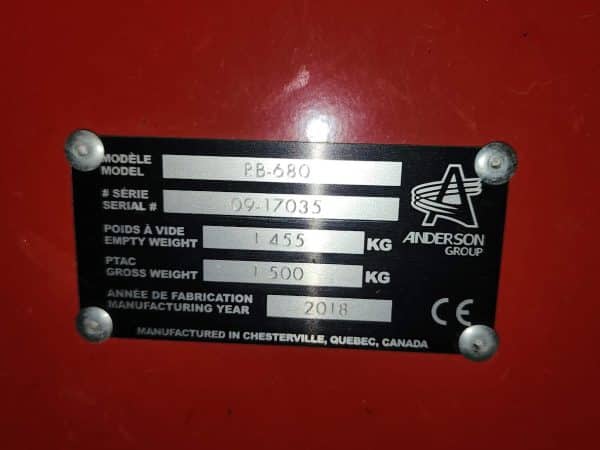 MODÈLE
MODEL RB-680
# SÉRIE
SERIAL # 09-17035
POIDS À VIDE
EMPTY WEIGHT 1 455 KG
PTAC
GROSS WEIGHT 1 500 KG
ANNÉE DE FABRICATION
MANUFACTURING YEAR 2018
ANDERSON
GROUP
CE
MANUFACTURED IN CHESTERVILLE, QUEBEC, CANADA